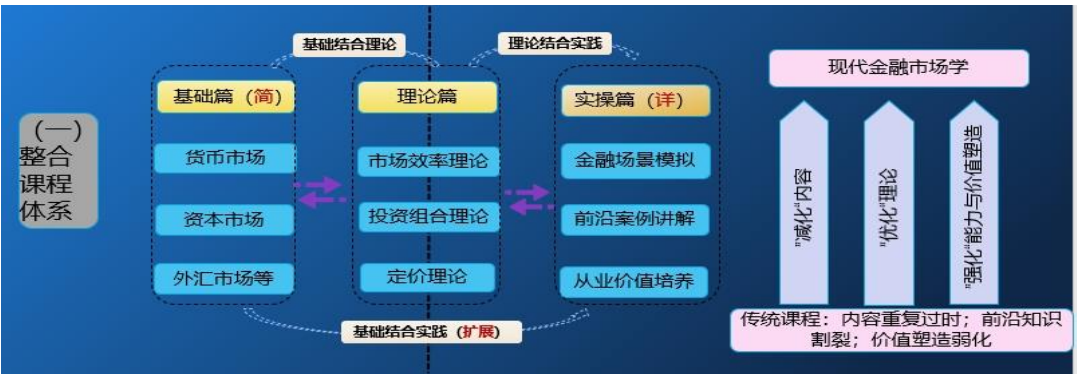 （一）
整合
课程
体系
基础结合理论
理论结合实践
基础篇（简）
理论篇
实操篇（详）
货币市场
市场效率理论
金融场景模拟
资本市场
投资组合理论
前沿案例讲解
外汇市场等
定价理论
从业价值培养
基础结合实践（扩展）
现代金融市场学
"减化"内容
"优化"理论
"强化"能力与价值塑造
传统课程：内容重复过时；前沿知识
割裂；价值塑造弱化